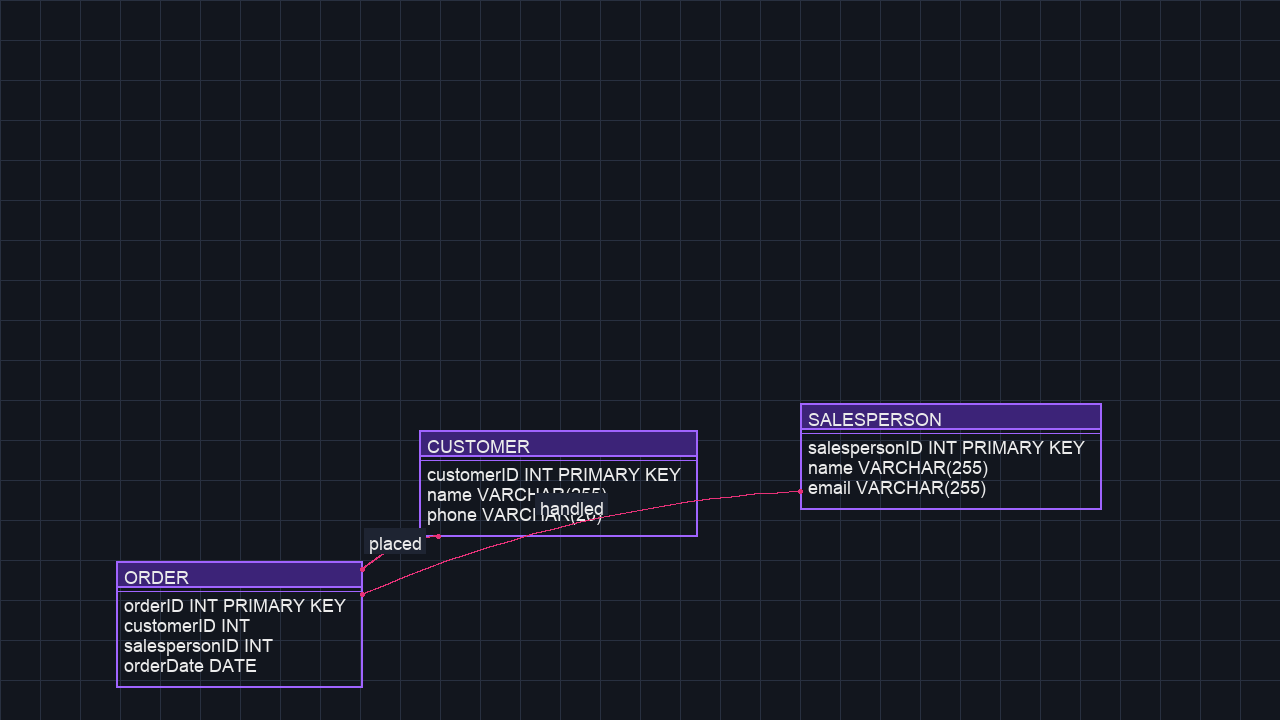 SALESPERSON
salespersonID INT PRIMARY KEY
name VARCHAR(255)
email VARCHAR(255)
CUSTOMER
customerID INT PRIMARY KEY
name VARCHAR(255)
phone VARCHAR(20)
handled
placed
ORDER
orderID INT PRIMARY KEY
customerID INT
salespersonID INT
orderDate DATE